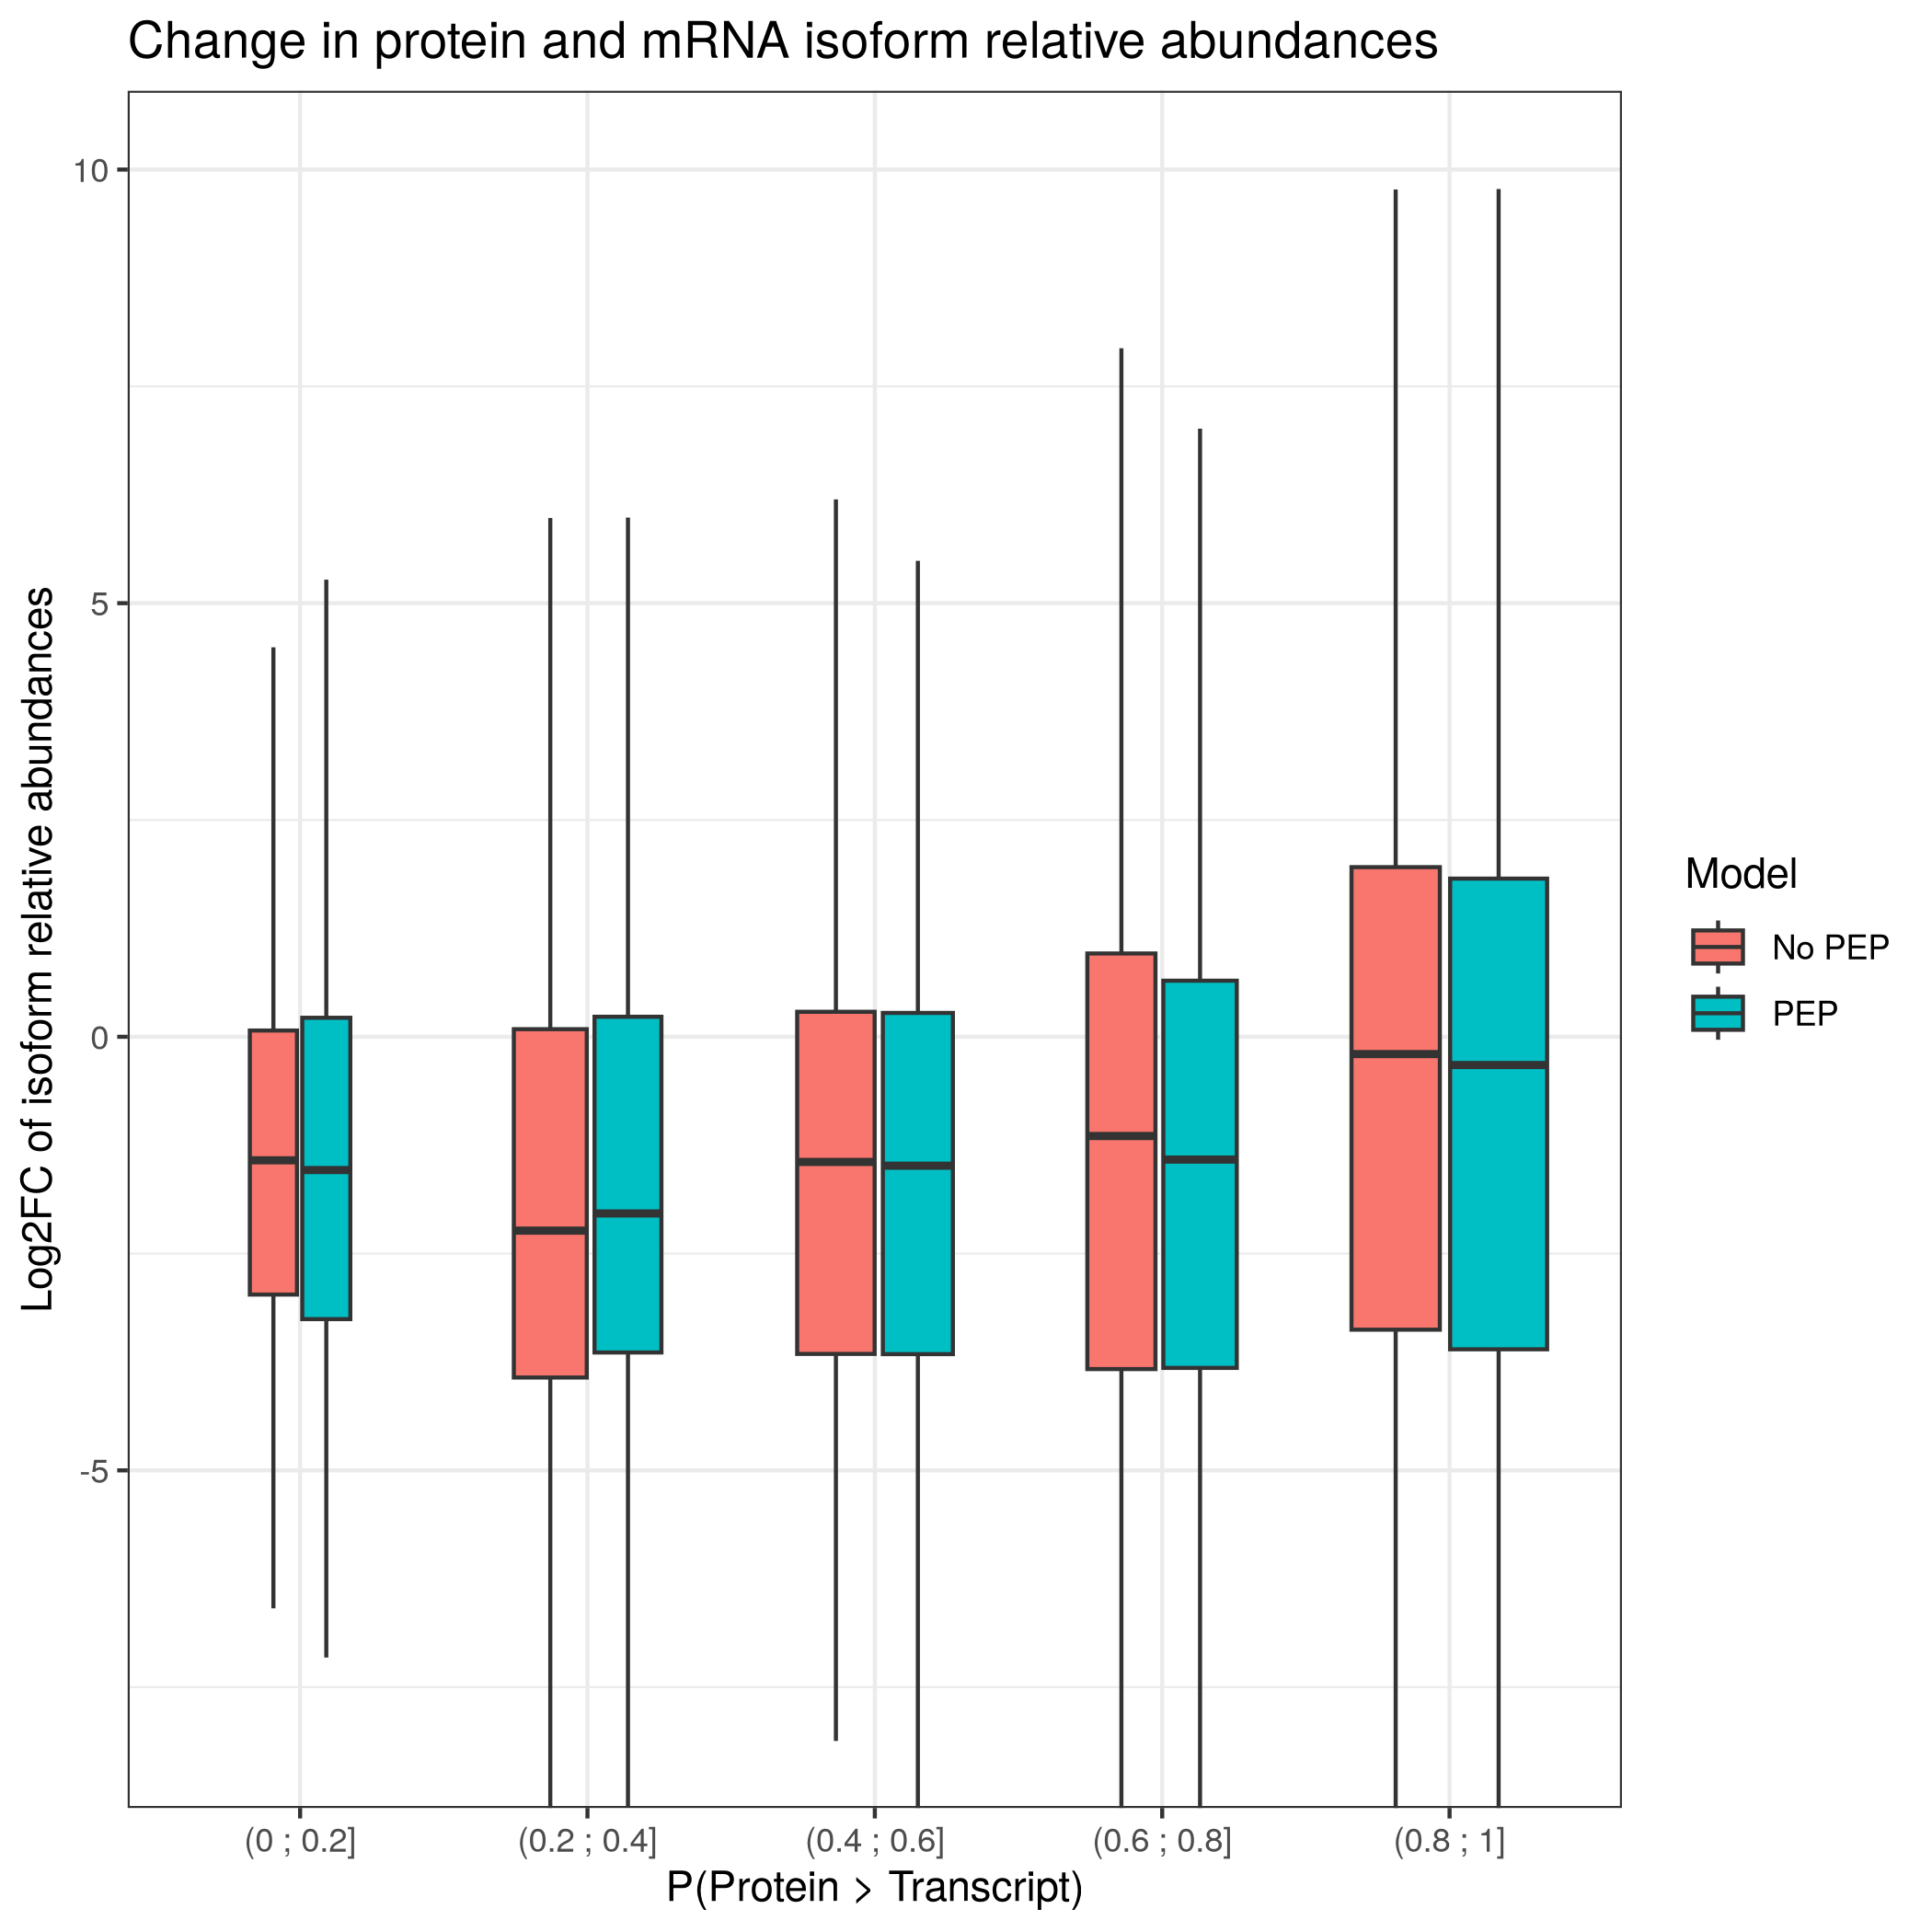 Change in protein and mRNA isoform relative abundances
Log2FC of isoform relative abundances
10
5
0
-5
(0 ; 0.2]
(0.2 ; 0.4]
(0.4 ; 0.6]
(0.6 ; 0.8]
(0.8 ; 1]
P(Protein > Transcript)
Model
No PEP
PEP